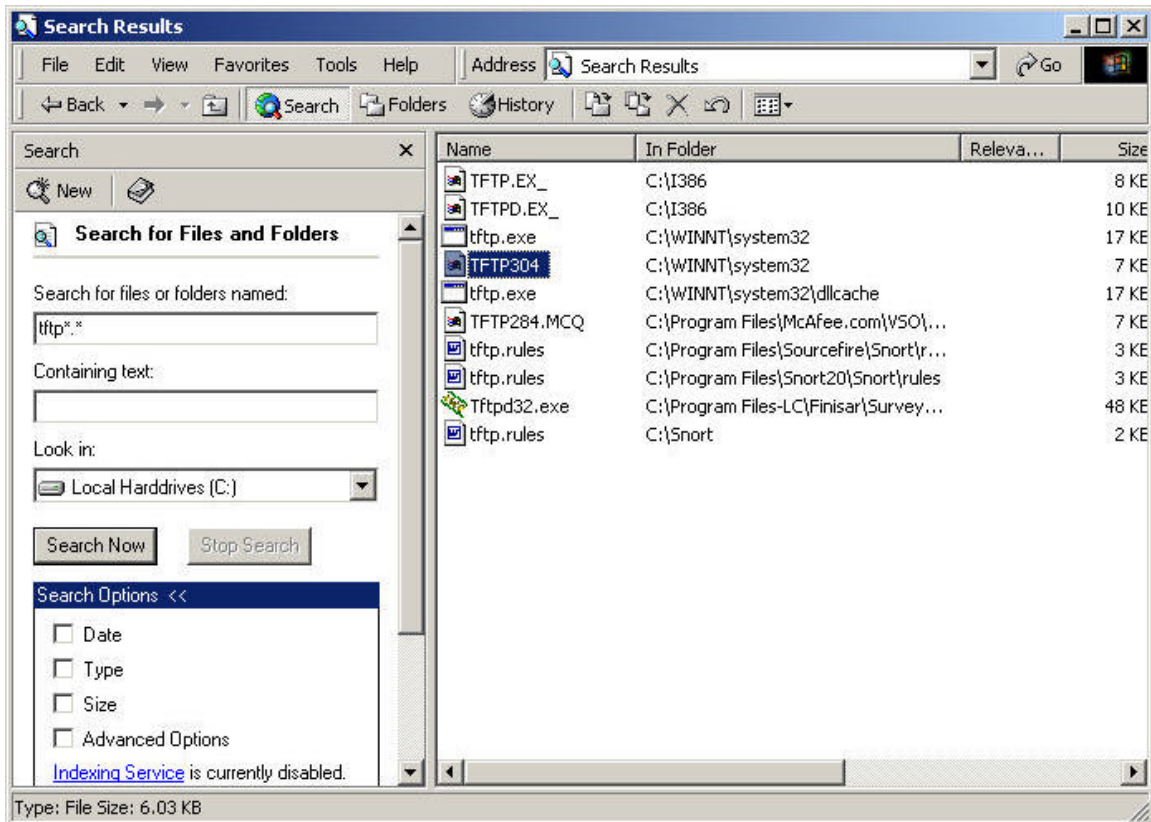 Search Results
File Edit View Favorites Tools Help Address Search Results Go
Back Search Folders History
Search
New
Search for Files and Folders
Search for files or folders named:
tftp*.*
Containing text:
Look in:
Local Harddrives (C:)
Search Now Stop Search
Search Options <<
Date
Type
Size
Advanced Options
Indexing Service is currently disabled.
Name In Folder Releva... Size
TFTP.EX_ C:\I386 8 KB
TFTPD.EX_ C:\I386 10 KB
tftp.exe C:\WINNT\system32 17 KB
TFTP304 C:\WINNT\system32 7 KB
tftp.exe C:\WINNT\system32\dllcache 17 KB
TFTP284.MCQ C:\Program Files\McAfee.com\VSO\... 7 KB
tftp.rules C:\Program Files\Sourcefire\Snort\r... 3 KB
tftp.rules C:\Program Files\Snort20\Snort\rules 3 KB
Tftpd32.exe C:\Program Files-LC\Finisar\Survey... 48 KB
tftp.rules C:\Snort 2 KB
Type: File Size: 6.03 KB